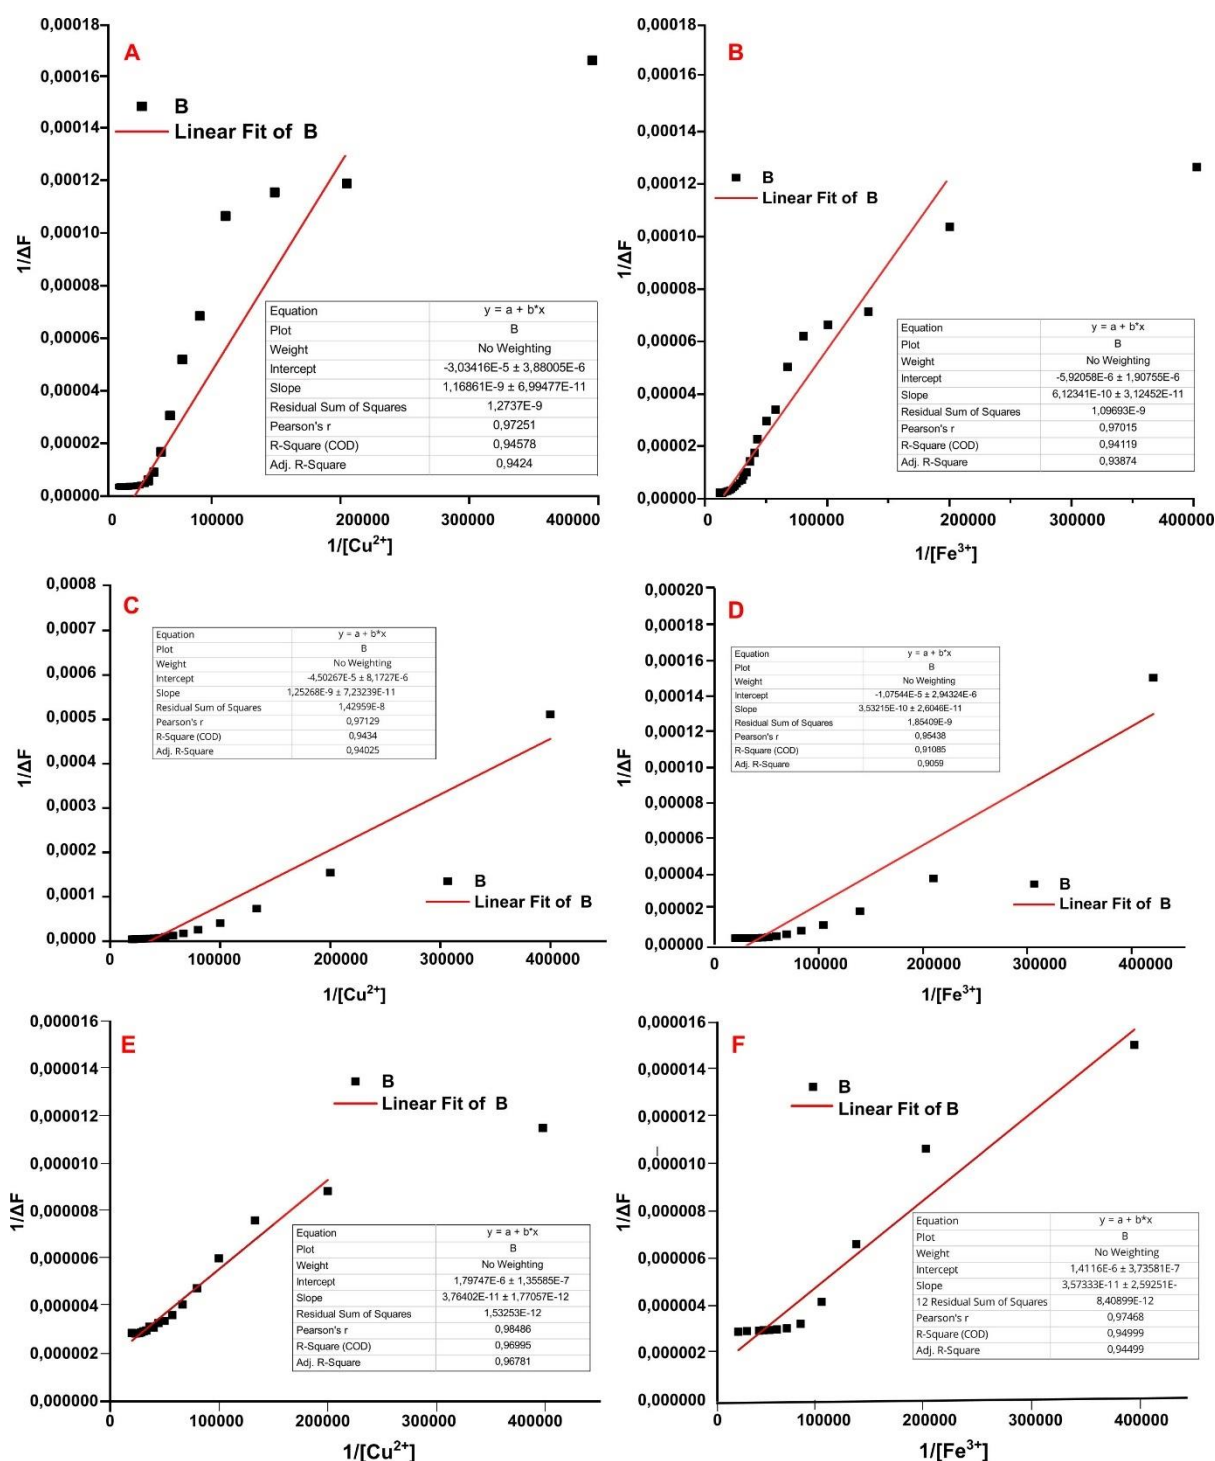 A
0,00018
0,00016
0,00014
0,00012
0,00010
0,00008
0,00006
0,00004
0,00002
0,00000
1/ΔF
B
Linear Fit of B
Equation y = a + b*x
Plot B
Weight No Weighting
Intercept -3,03416E-5 ± 3,88005E-6
Slope 1,16861E-9 ± 6,99477E-11
Residual Sum of Squares 1,2737E-9
Pearson's r 0,97251
R-Square (COD) 0,94578
Adj. R-Square 0,9424
0 100000 200000 300000 400000
1/[Cu²⁺]
B
0,00018
0,00016
0,00014
0,00012
0,00010
0,00008
0,00006
0,00004
0,00002
0,00000
1/ΔF
B
Linear Fit of B
Equation y = a + b*x
Plot B
Weight No Weighting
Intercept -5,92058E-6 ± 1,90755E-6
Slope 6,12341E-10 ± 3,12452E-11
Residual Sum of Squares 1,09693E-9
Pearson's r 0,97015
R-Square (COD) 0,94119
Adj. R-Square 0,93874
0 100000 200000 300000 400000
1/[Fe³⁺]
C
0,0008
0,0007
0,0006
0,0005
0,0004
0,0003
0,0002
0,0001
0,0000
1/ΔF
Equation y = a + b*x
Plot B
Weight No Weighting
Intercept -4,50267E-5 ± 8,1727E-6
Slope 1,25268E-9 ± 7,23239E-11
Residual Sum of Squares 1,42959E-8
Pearson's r 0,97129
R-Square (COD) 0,9434
Adj. R-Square 0,94025
B
Linear Fit of B
0 100000 200000 300000 400000
1/[Cu²⁺]
D
0,00020
0,00018
0,00016
0,00014
0,00012
0,00010
0,00008
0,00006
0,00004
0,00002
0,00000
1/ΔF
Equation y = a + b*x
Plot B
Weight No Weighting
Intercept -1,07544E-5 ± 2,94324E-6
Slope 3,53215E-10 ± 2,6046E-11
Residual Sum of Squares 1,85409E-9
Pearson's r 0,95438
R-Square (COD) 0,91085
Adj. R-Square 0,9059
B
Linear Fit of B
0 100000 200000 300000 400000
1/[Fe³⁺]
E
0,000016
0,000014
0,000012
0,000010
0,000008
0,000006
0,000004
0,000002
0,000000
1/ΔF
B
Linear Fit of B
Equation y = a + b*x
Plot B
Weight No Weighting
Intercept 1,79747E-6 ± 1,35585E-7
Slope 3,76402E-11 ± 1,77057E-12
Residual Sum of Squares 1,53253E-12
Pearson's r 0,98486
R-Square (COD) 0,96995
Adj. R-Square 0,96781
0 100000 200000 300000 400000
1/[Cu²⁺]
F
0,000016
0,000014
0,000012
0,000010
0,000008
0,000006
0,000004
0,000002
0,000000
1/ΔF
B
Linear Fit of B
Equation y = a + b*x
Plot B
Weight No Weighting
Intercept 1,4116E-6 ± 3,73581E-7
Slope 3,57333E-11 ± 2,59251E-
12 Residual Sum of Squares 8,40899E-12
Pearson's r 0,97468
R-Square (COD) 0,94999
Adj. R-Square 0,94499
0 100000 200000 300000 400000
1/[Fe³⁺]